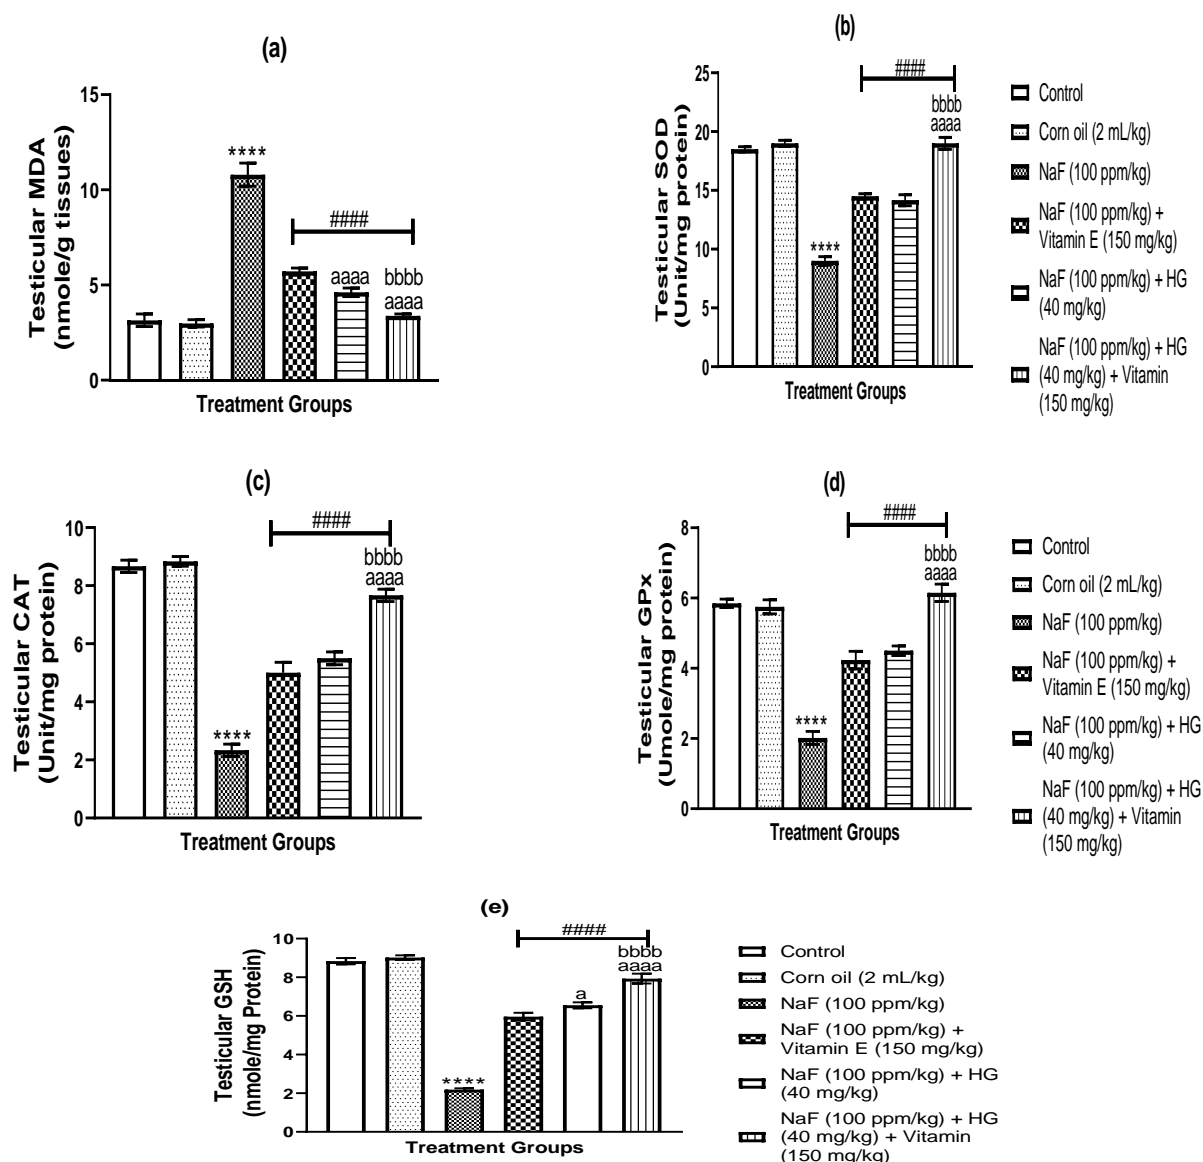 (a)
15
10
5
0
Testicular MDA
(nmole/g tissues)
****
####
aaaa
bbbb
aaaa
Treatment Groups
(b)
25
20
15
10
5
0
Testicular SOD
(Unit/mg protein)
****
####
bbbb
aaaa
Treatment Groups
Control
Corn oil (2 mL/kg)
NaF (100 ppm/kg)
NaF (100 ppm/kg) +
Vitamin E (150 mg/kg)
NaF (100 ppm/kg) + HG
(40 mg/kg)
NaF (100 ppm/kg) + HG
(40 mg/kg) + Vitamin
(150 mg/kg)
(c)
10
8
6
4
2
0
Testicular CAT
(Unit/mg protein)
****
####
bbbb
aaaa
Treatment Groups
(d)
8
6
4
2
0
Testicular GPx
(Umole/mg protein)
****
####
bbbb
aaaa
Treatment Groups
Control
Corn oil (2 mL/kg)
NaF (100 ppm/kg)
NaF (100 ppm/kg) +
Vitamin E (150 mg/kg)
NaF (100 ppm/kg) + HG
(40 mg/kg)
NaF (100 ppm/kg) + HG
(40 mg/kg) + Vitamin
(150 mg/kg)
(e)
10
8
6
4
2
0
Testicular GSH
(nmole/mg Protein)
****
####
a
bbbb
aaaa
Treatment Groups
Control
Corn oil (2 mL/kg)
NaF (100 ppm/kg)
NaF (100 ppm/kg) +
Vitamin E (150 mg/kg)
NaF (100 ppm/kg) + HG
(40 mg/kg)
NaF (100 ppm/kg) + HG
(40 mg/kg) + Vitamin
(150 mg/kg)